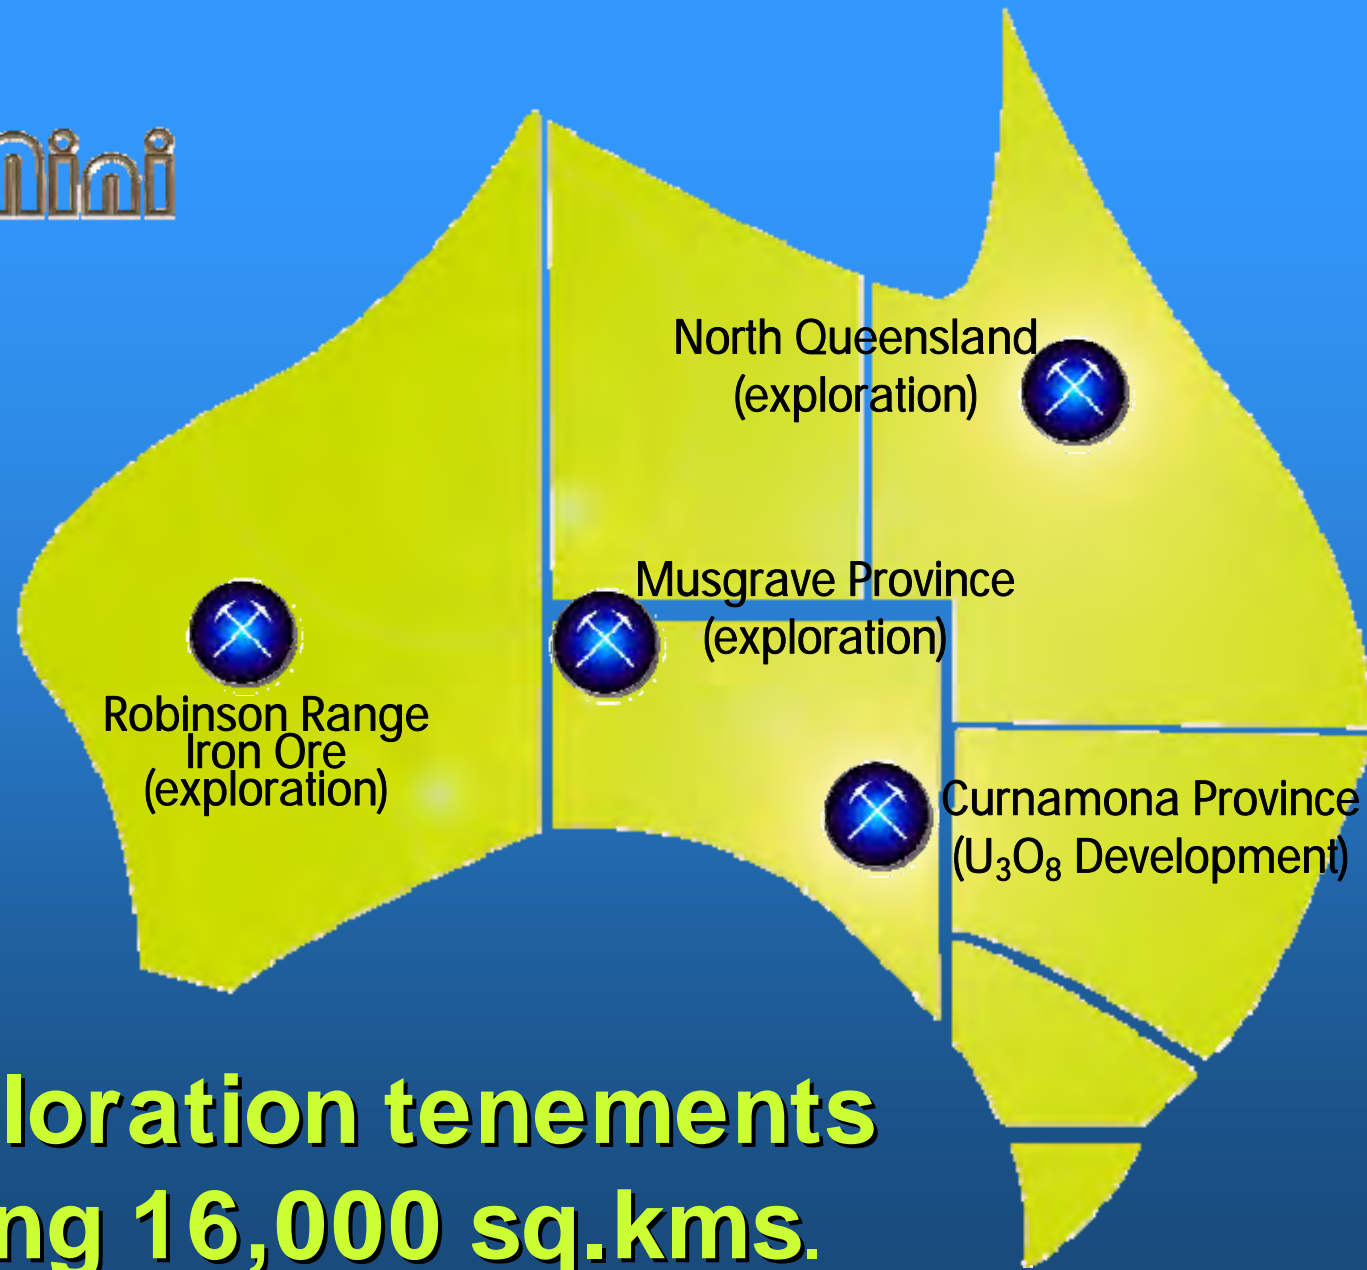 North Queensland
(exploration)
Musgrave Province
(exploration)
Robinson Range
Iron Ore
(exploration)
Curnamona Province
(U₃O₈ Development)
loration tenements
ng 16,000 sq.kms.